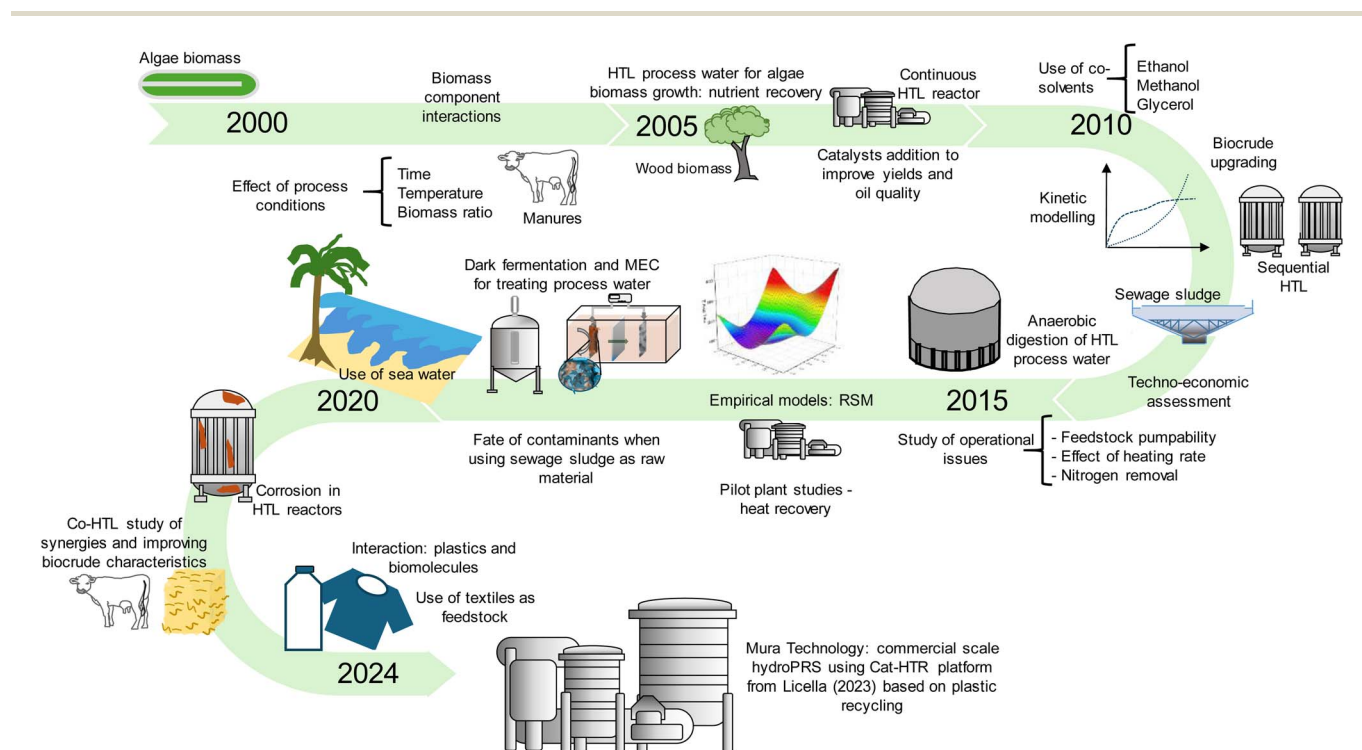 Algae biomass
2000
Biomass
component
interactions
Effect of process
conditions
Time
Temperature
Biomass ratio
Manures
HTL process water for algae
biomass growth: nutrient recovery
2005
Wood biomass
Continuous
HTL reactor
Catalysts addition to
improve yields and
oil quality
Use of co-
solvents
Ethanol
Methanol
Glycerol
2010
Biocrude
upgrading
Kinetic
modelling
Sequential
HTL
Sewage sludge
Techno-economic
assessment
Anaerobic
digestion of HTL
process water
2015
Study of operational
issues
- Feedstock pumpability
- Effect of heating rate
- Nitrogen removal
Empirical models: RSM
Pilot plant studies -
heat recovery
Dark fermentation and MEC
for treating process water
Fate of contaminants when
using sewage sludge as raw
material
Use of sea water
2020
Corrosion in
HTL reactors
Co-HTL study of
synergies and improving
biocrude characteristics
Interaction: plastics and
biomolecules
Use of textiles as
feedstock
2024
Mura Technology: commercial scale
hydroPRS using Cat-HTR platform
from Licella (2023) based on plastic
recycling